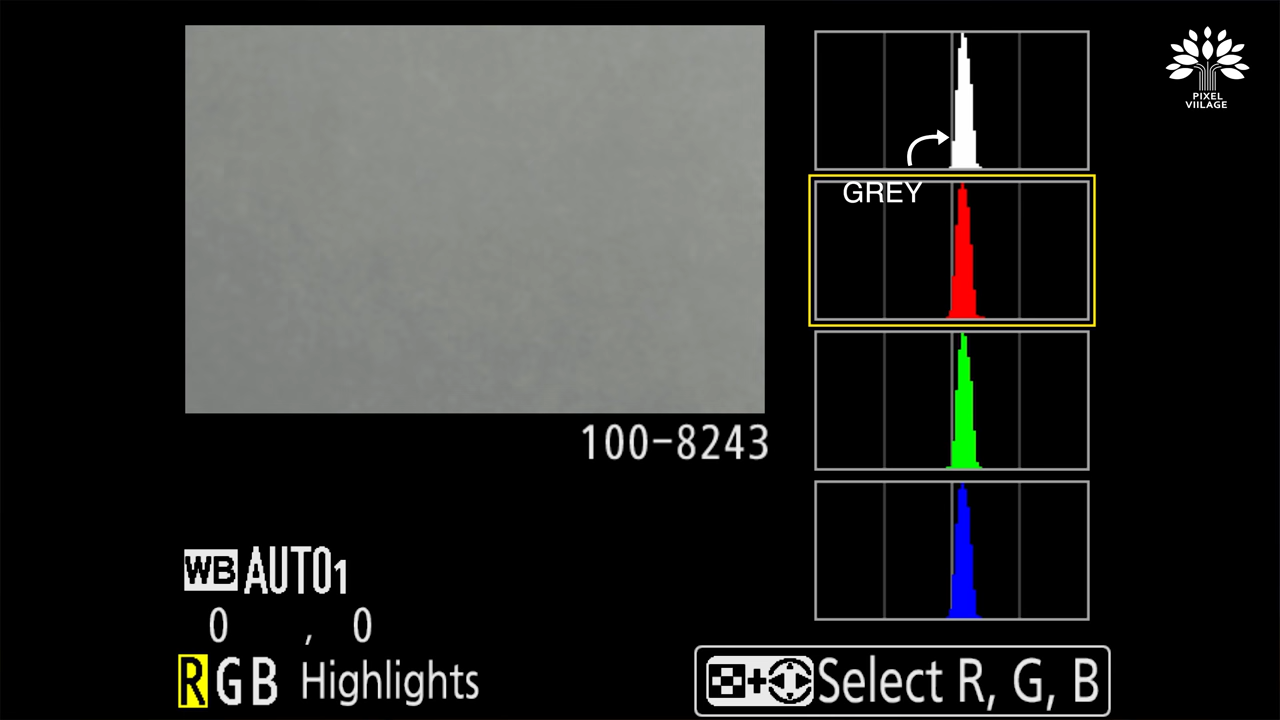 PIXEL
VIILAGE
GREY
100-8243
WB AUTO1
0 , 0
RGB Highlights
Select R, G, B